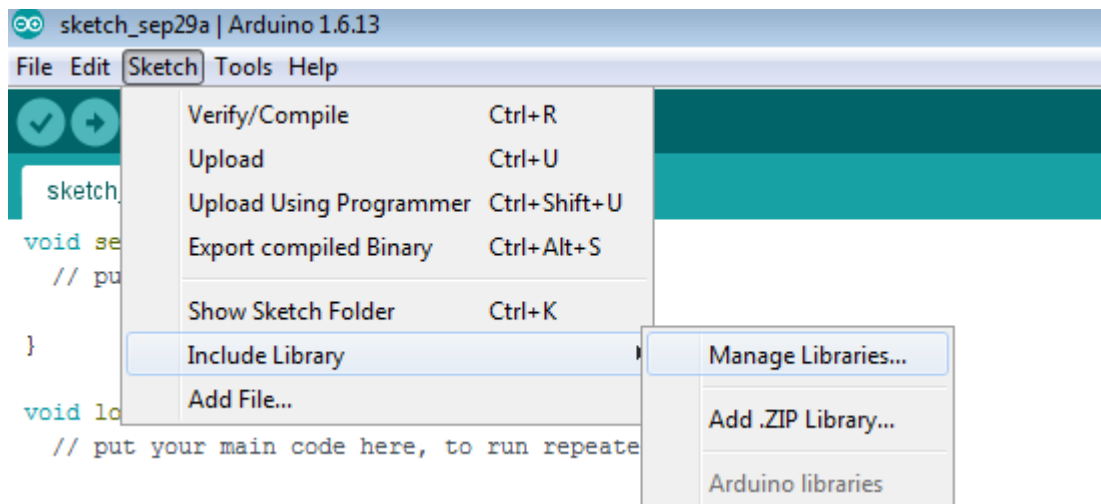 sketch_sep29a | Arduino 1.6.13
File Edit Sketch Tools Help
Verify/Compile Ctrl+R
Upload Ctrl+U
sketch_
Upload Using Programmer Ctrl+Shift+U
void se
Export compiled Binary Ctrl+Alt+S
// pu
Show Sketch Folder Ctrl+K
}
Include Library
Manage Libraries...
Add File...
void lo
Add .ZIP Library...
// put your main code here, to run repeate
Arduino libraries